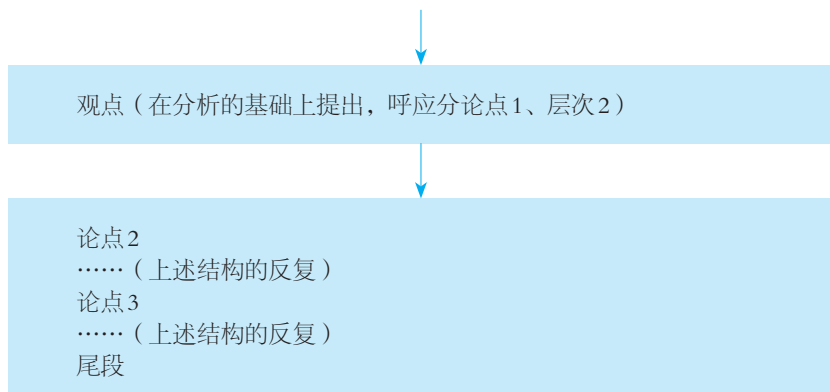 观点（在分析的基础上提出，呼应分论点1、层次2）
论点2
……（上述结构的反复）
论点3
……（上述结构的反复）
尾段